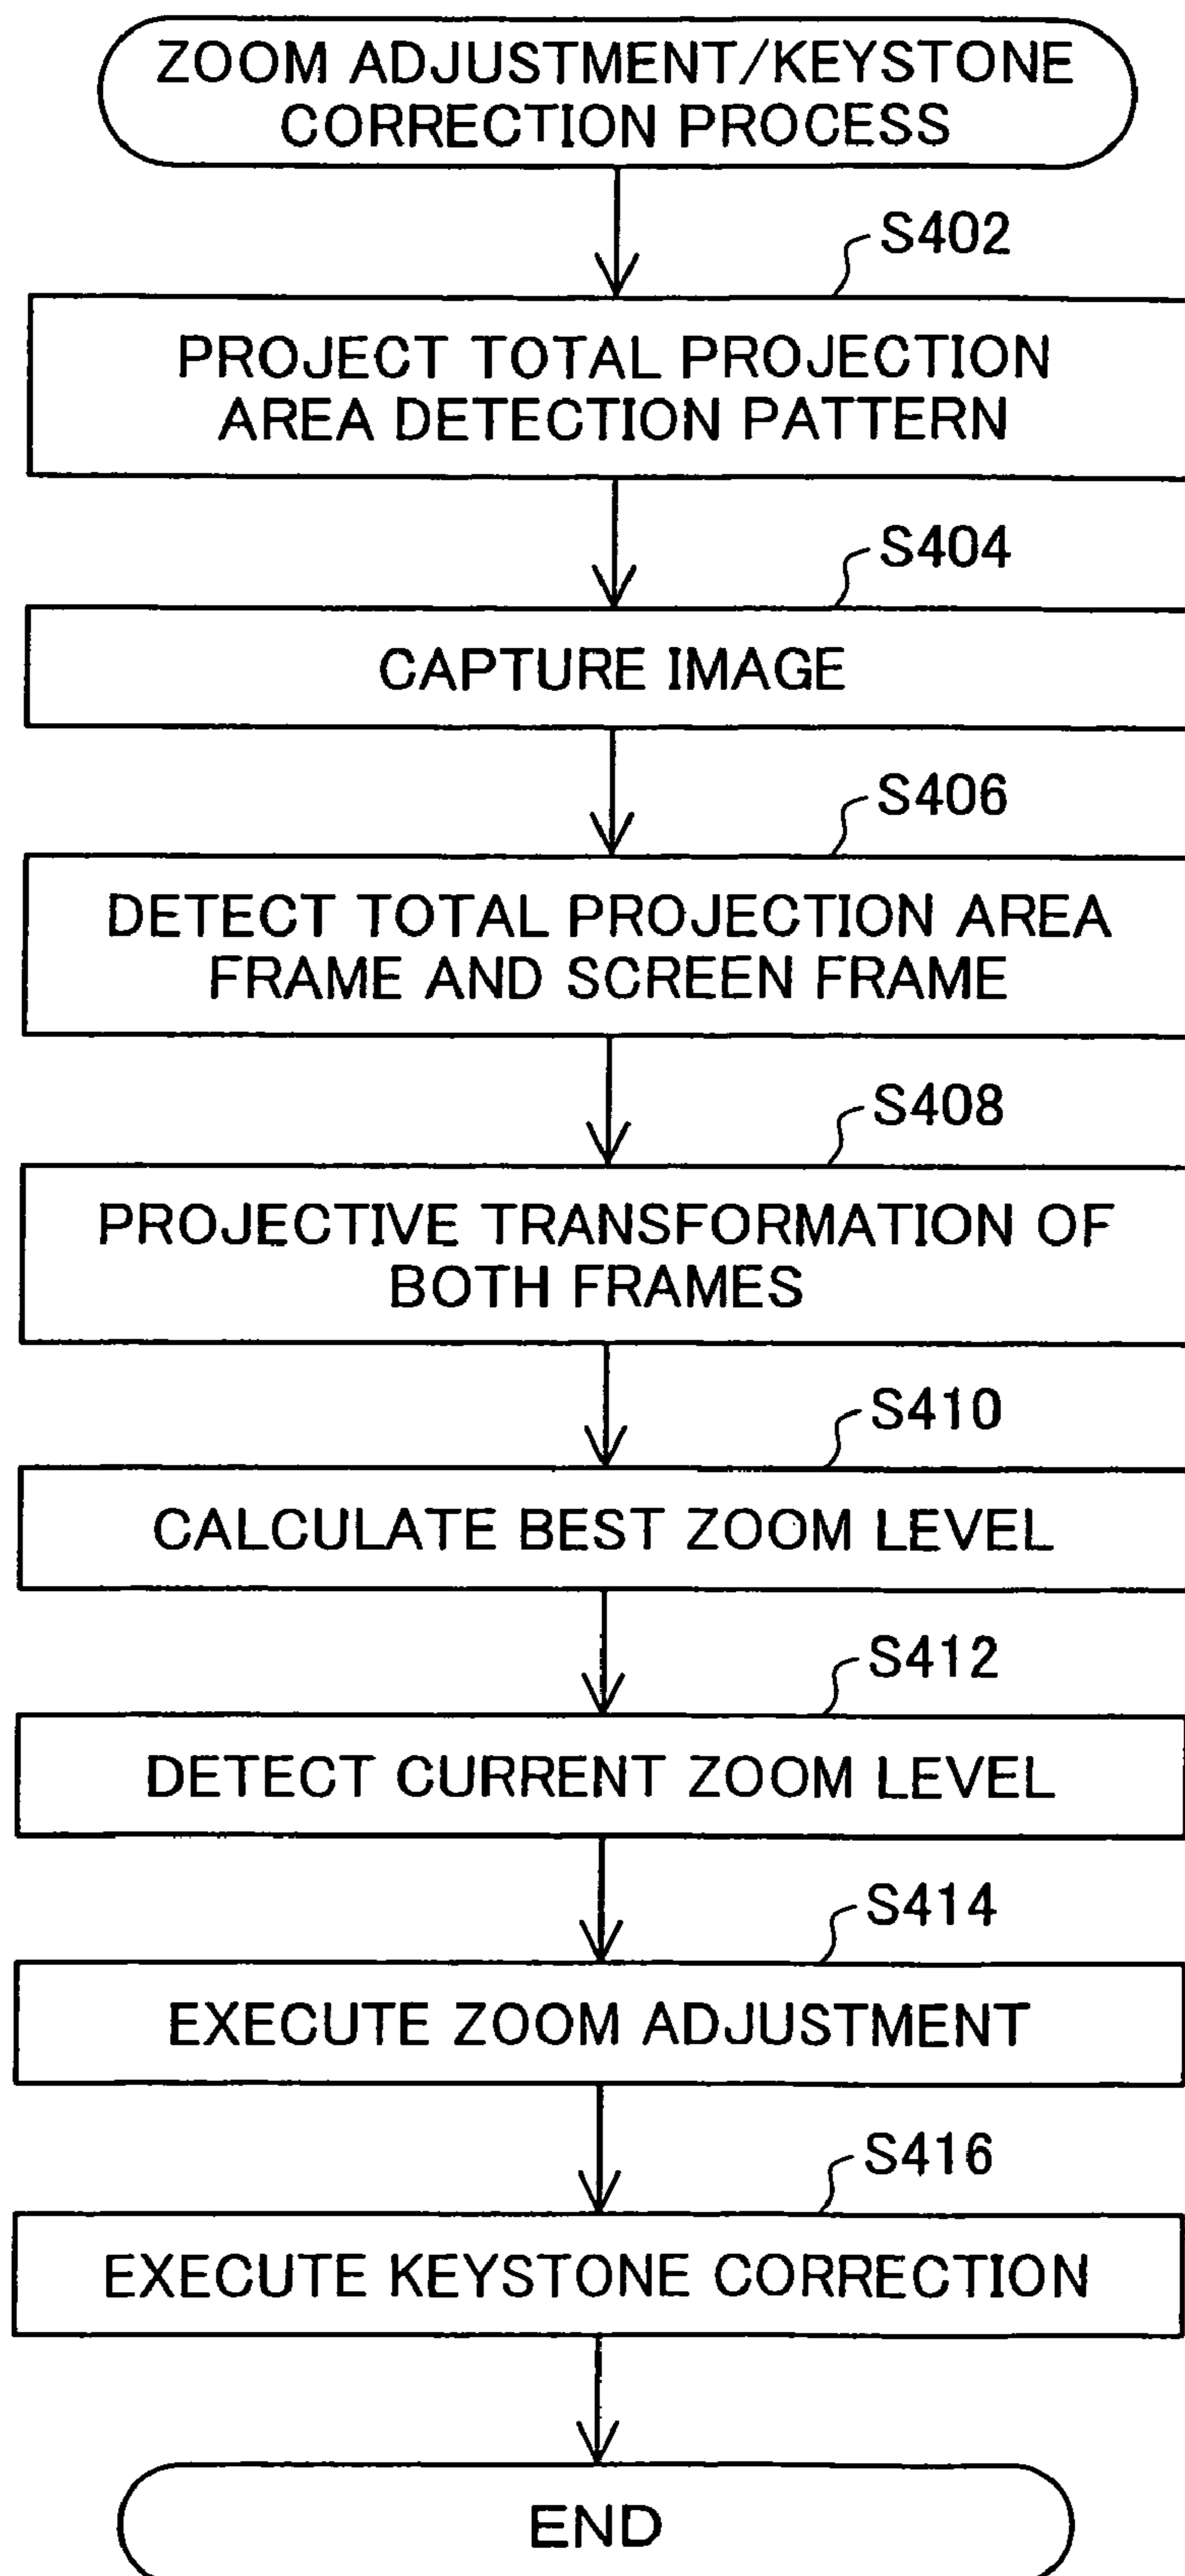 ZOOM ADJUSTMENT/KEYSTONE
CORRECTION PROCESS
S402
PROJECT TOTAL PROJECTION
AREA DETECTION PATTERN
S404
CAPTURE IMAGE
S406
DETECT TOTAL PROJECTION AREA
FRAME AND SCREEN FRAME
S408
PROJECTIVE TRANSFORMATION OF
BOTH FRAMES
S410
CALCULATE BEST ZOOM LEVEL
S412
DETECT CURRENT ZOOM LEVEL
S414
EXECUTE ZOOM ADJUSTMENT
S416
EXECUTE KEYSTONE CORRECTION
END